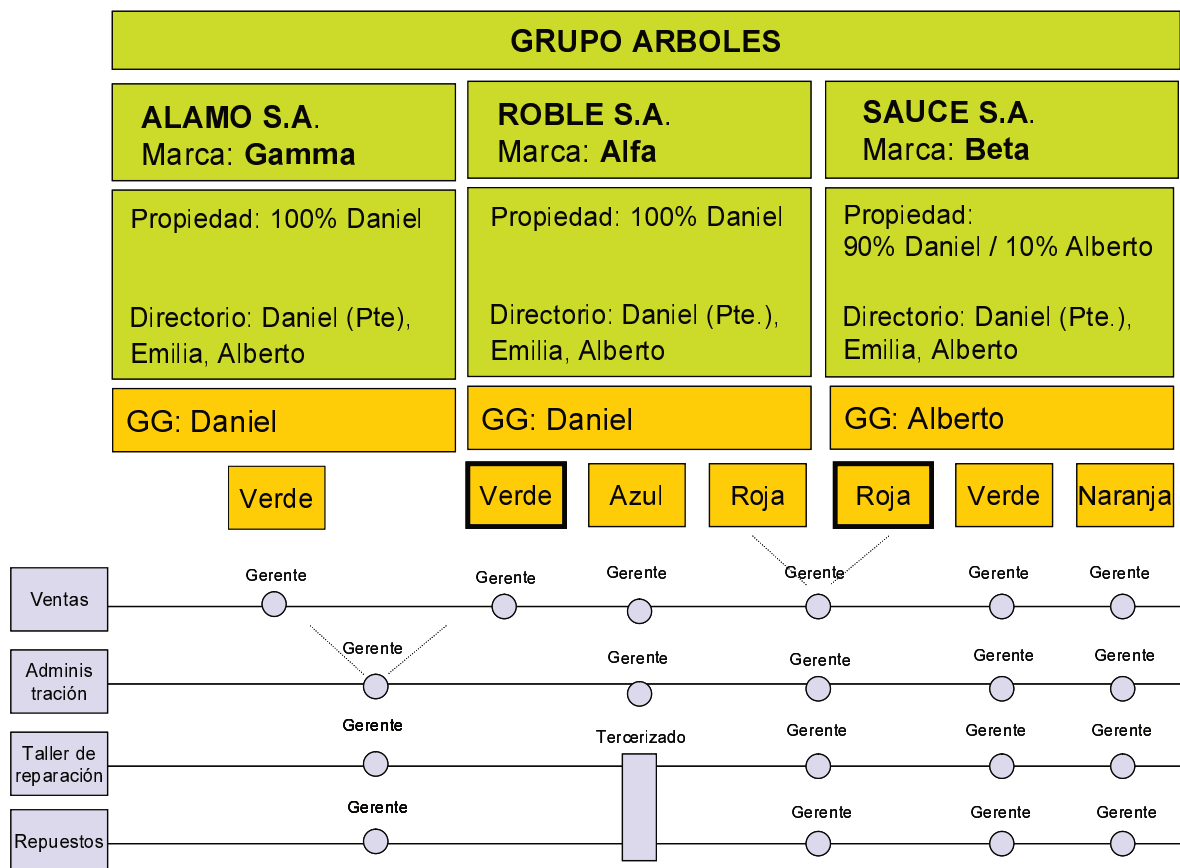 GRUPO ARBOLES
ALAMO S.A.
Marca: Gamma
ROBLE S.A.
Marca: Alfa
SAUCE S.A.
Marca: Beta
Propiedad: 100% Daniel
Directorio: Daniel (Pte),
Emilia, Alberto
Propiedad: 100% Daniel
Directorio: Daniel (Pte.),
Emilia, Alberto
Propiedad:
90% Daniel / 10% Alberto
Directorio: Daniel (Pte.),
Emilia, Alberto
GG: Daniel
GG: Daniel
GG: Alberto
Verde
Verde
Azul
Roja
Roja
Verde
Naranja
Ventas
Gerente
Gerente
Gerente
Gerente
Gerente
Gerente
Adminis
tración
Gerente
Gerente
Gerente
Gerente
Gerente
Taller de
reparación
Gerente
Tercerizado
Gerente
Gerente
Gerente
Repuestos
Gerente
Gerente
Gerente
Gerente